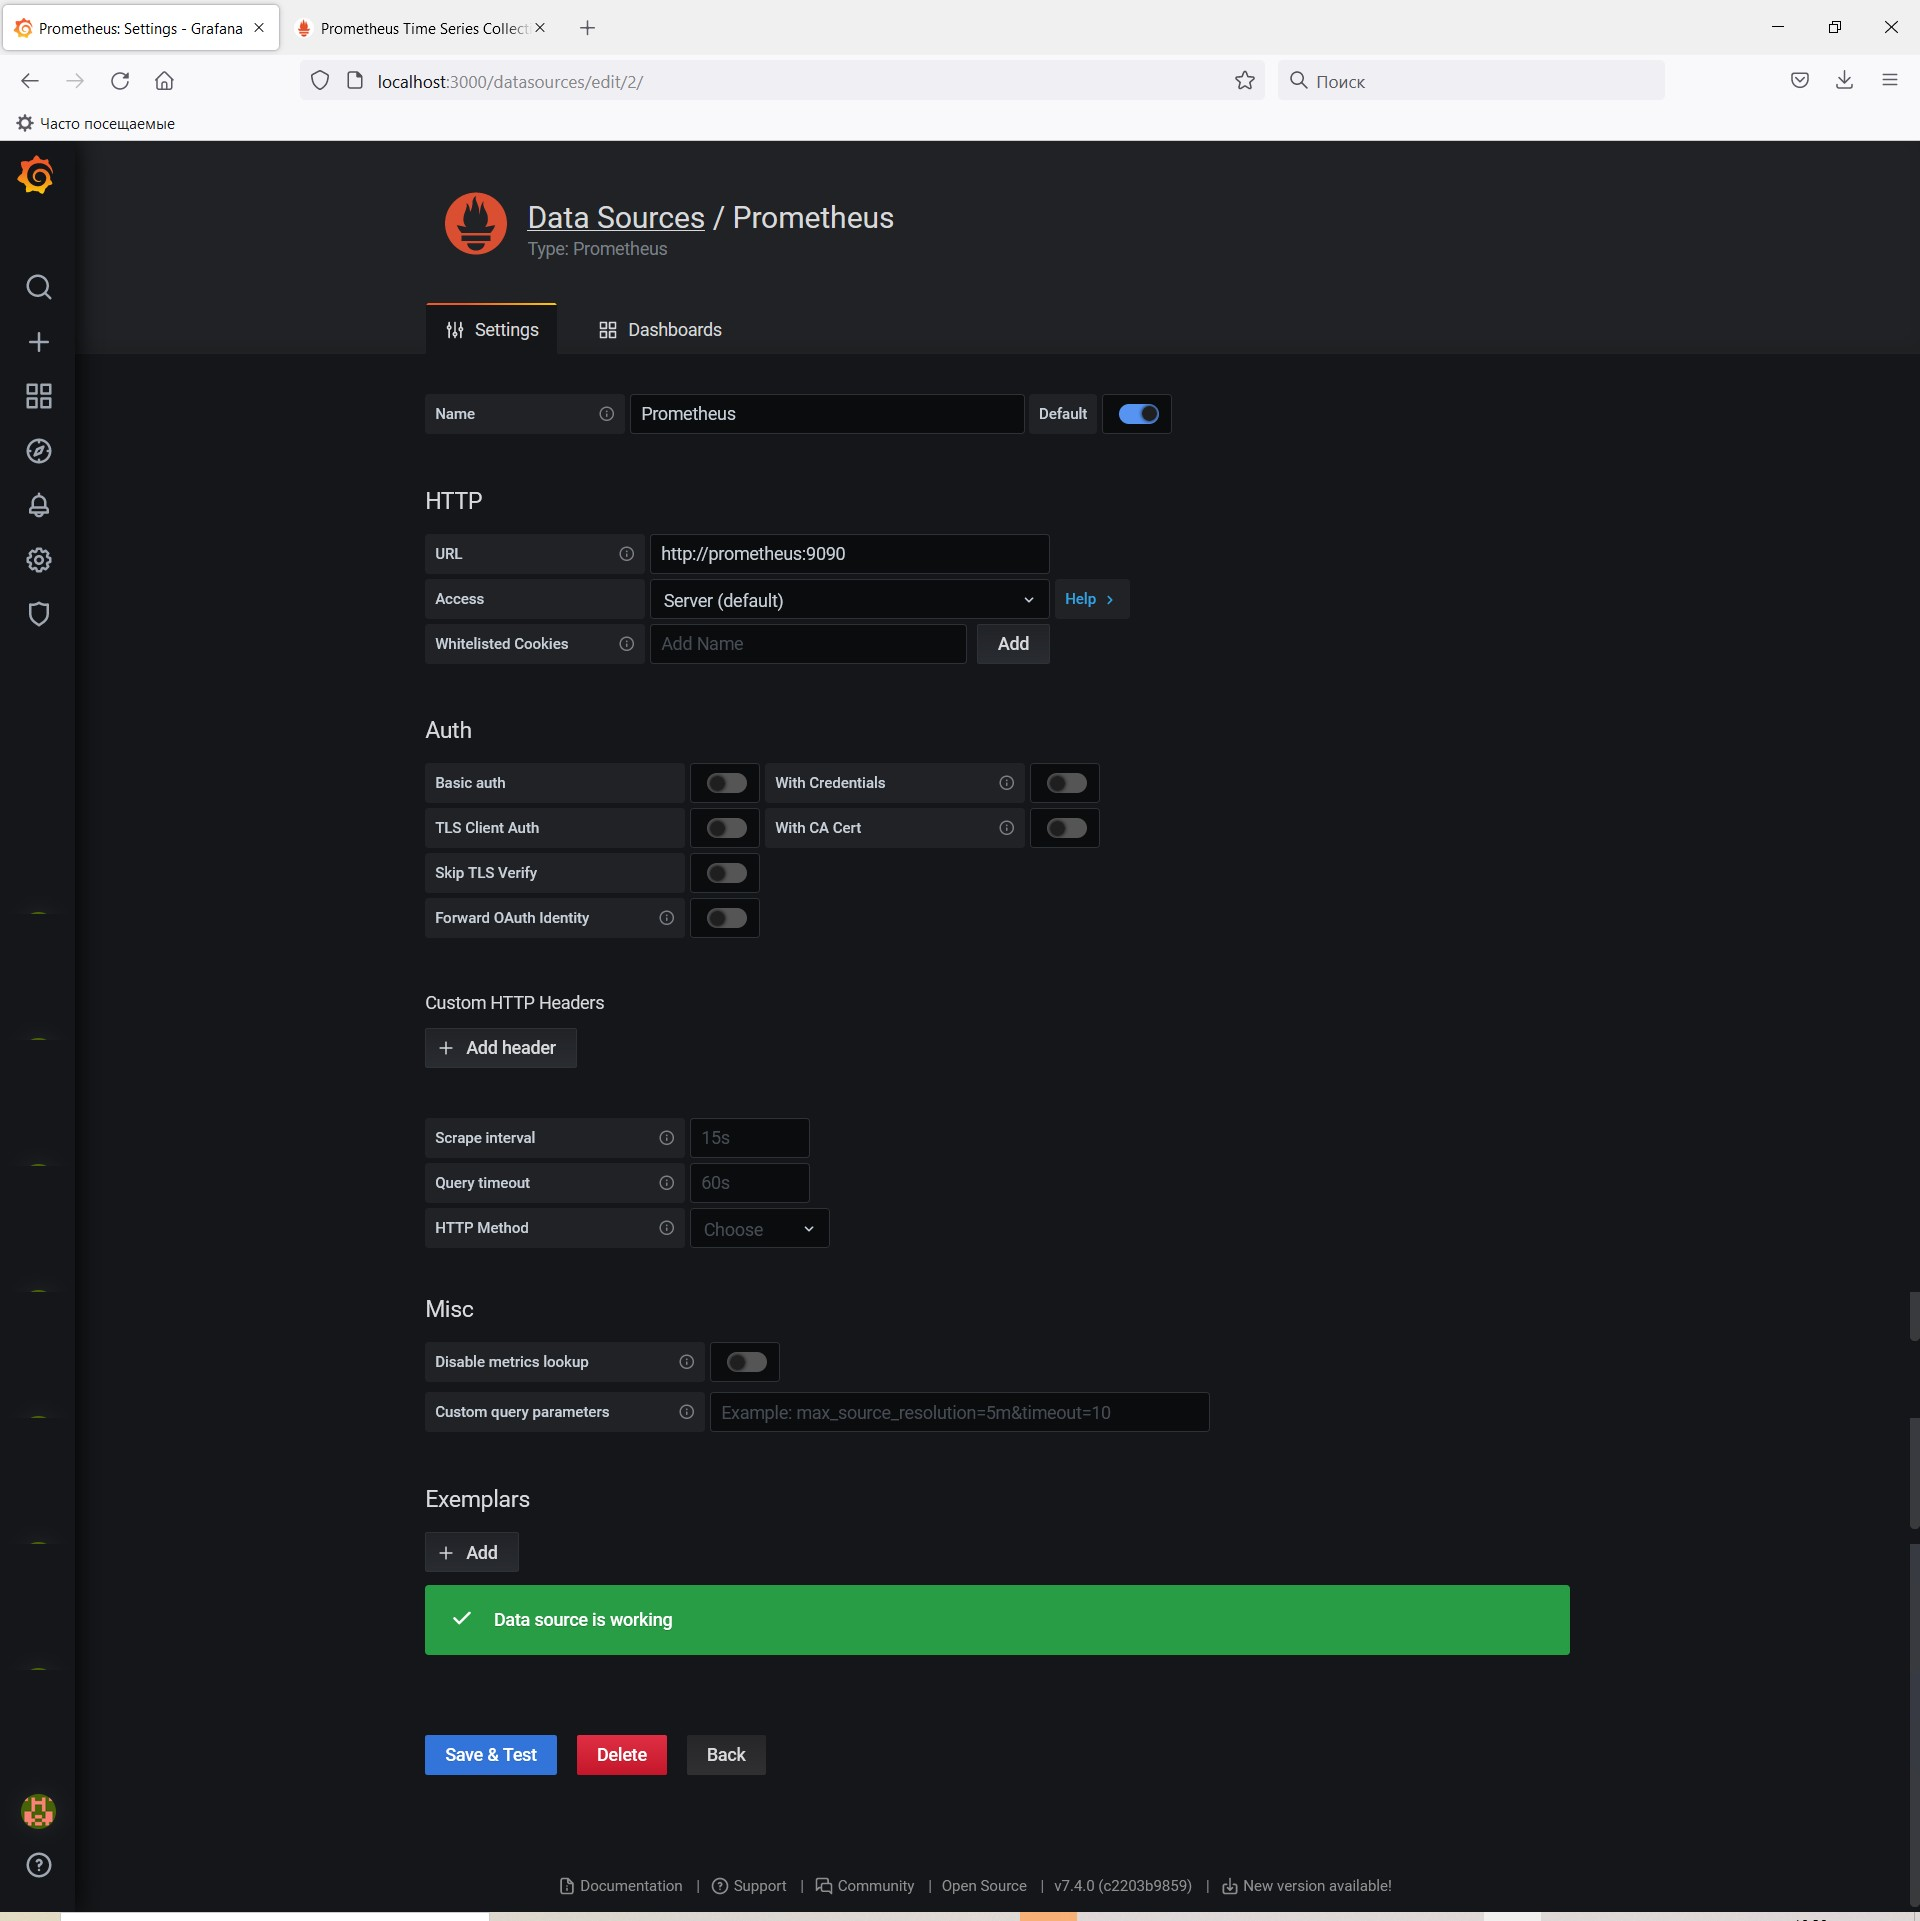 Prometheus: Settings - Grafana
Prometheus Time Series Collecti
localhost:3000/datasources/edit/2/
Поиск
Часто посещаемые
Data Sources / Prometheus
Type: Prometheus
Settings
Dashboards
Name
Prometheus
Default
HTTP
URL
http://prometheus:9090
Access
Server (default)
Help
Whitelisted Cookies
Add Name
Add
Auth
Basic auth
With Credentials
TLS Client Auth
With CA Cert
Skip TLS Verify
Forward OAuth Identity
Custom HTTP Headers
Add header
Scrape interval
15s
Query timeout
60s
HTTP Method
Choose
Misc
Disable metrics lookup
Custom query parameters
Example: max_source_resolution=5m&timeout=10
Exemplars
Add
Data source is working
Save & Test
Delete
Back
Documentation | Support | Community | Open Source | v7.4.0 (c2203b9859) | New version available!